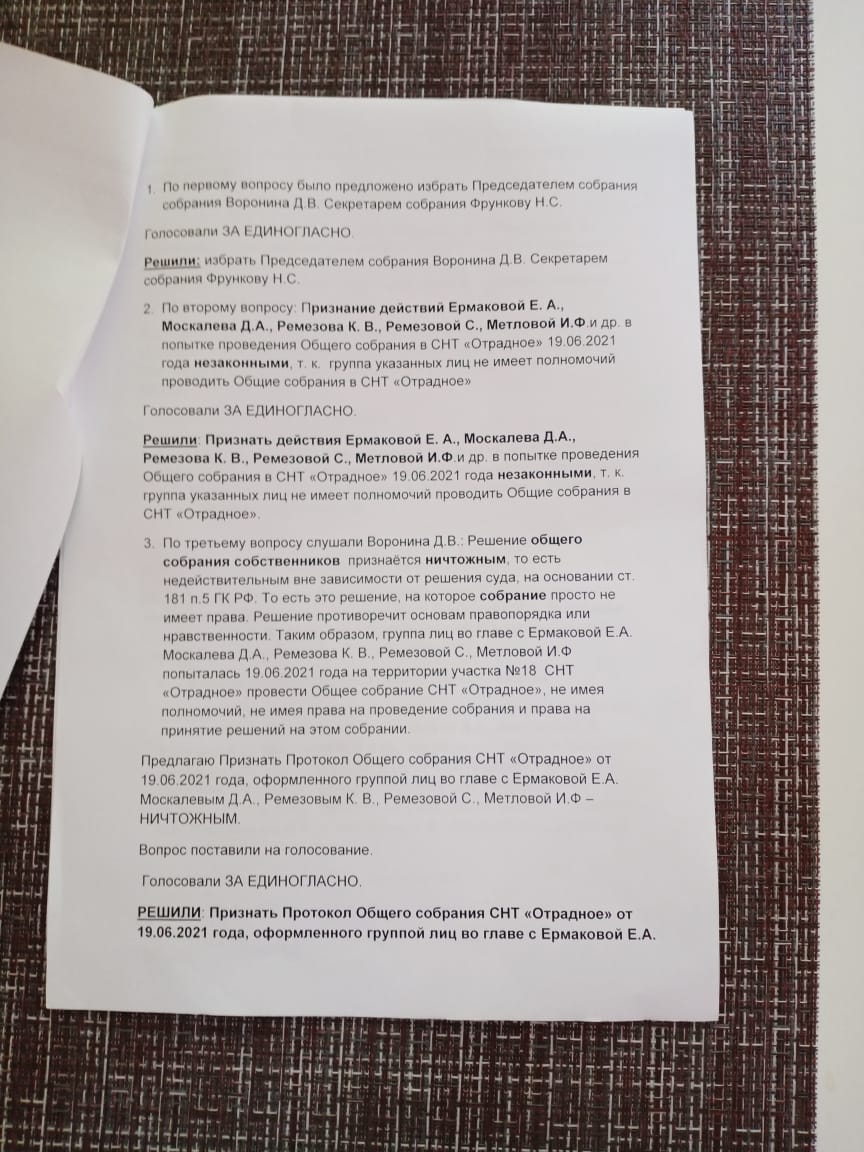 1. По первому вопросу было предложено избрать Председателем собрания
собрания Воронина Д.В. Секретарем собрания Фрункову Н.С.
Голосовали ЗА ЕДИНОГЛАСНО.
Решили: избрать Председателем собрания Воронина Д.В. Секретарем
собрания Фрункову Н.С.
2. По второму вопросу: Признание действий Ермаковой Е. А.,
Москалева Д.А., Ремезова К. В., Ремезовой С., Метловой И.Ф.и др. в
попытке проведения Общего собрания в СНТ «Отрадное» 19.06.2021
года незаконными, т. к. группа указанных лиц не имеет полномочий
проводить Общие собрания в СНТ «Отрадное»
Голосовали ЗА ЕДИНОГЛАСНО.
Решили: Признать действия Ермаковой Е. А., Москалева Д.А.,
Ремезова К. В., Ремезовой С., Метловой И.Ф.и др. в попытке проведения
Общего собрания в СНТ «Отрадное» 19.06.2021 года незаконными, т. к.
группа указанных лиц не имеет полномочий проводить Общие собрания в
СНТ «Отрадное».
3. По третьему вопросу слушали Воронина Д.В.: Решение общего
собрания собственников признаётся ничтожным, то есть
недействительным вне зависимости от решения суда, на основании ст.
181 п.5 ГК РФ. То есть это решение, на которое собрание просто не
имеет права. Решение противоречит основам правопорядка или
нравственности. Таким образом, группа лиц во главе с Ермаковой Е.А.
Москалева Д.А., Ремезова К. В., Ремезовой С., Метловой И.Ф
попыталась 19.06.2021 года на территории участка №18 СНТ
«Отрадное» провести Общее собрание СНТ «Отрадное», не имея
полномочий, не имея права на проведение собрания и права на
принятие решений на этом собрании.
Предлагаю Признать Протокол Общего собрания СНТ «Отрадное» от
19.06.2021 года, оформленного группой лиц во главе с Ермаковой Е.А.
Москалевым Д.А., Ремезовым К. В., Ремезовой С., Метловой И.Ф –
НИЧТОЖНЫМ.
Вопрос поставили на голосование.
Голосовали ЗА ЕДИНОГЛАСНО.
РЕШИЛИ: Признать Протокол Общего собрания СНТ «Отрадное» от
19.06.2021 года, оформленного группой лиц во главе с Ермаковой Е.А.